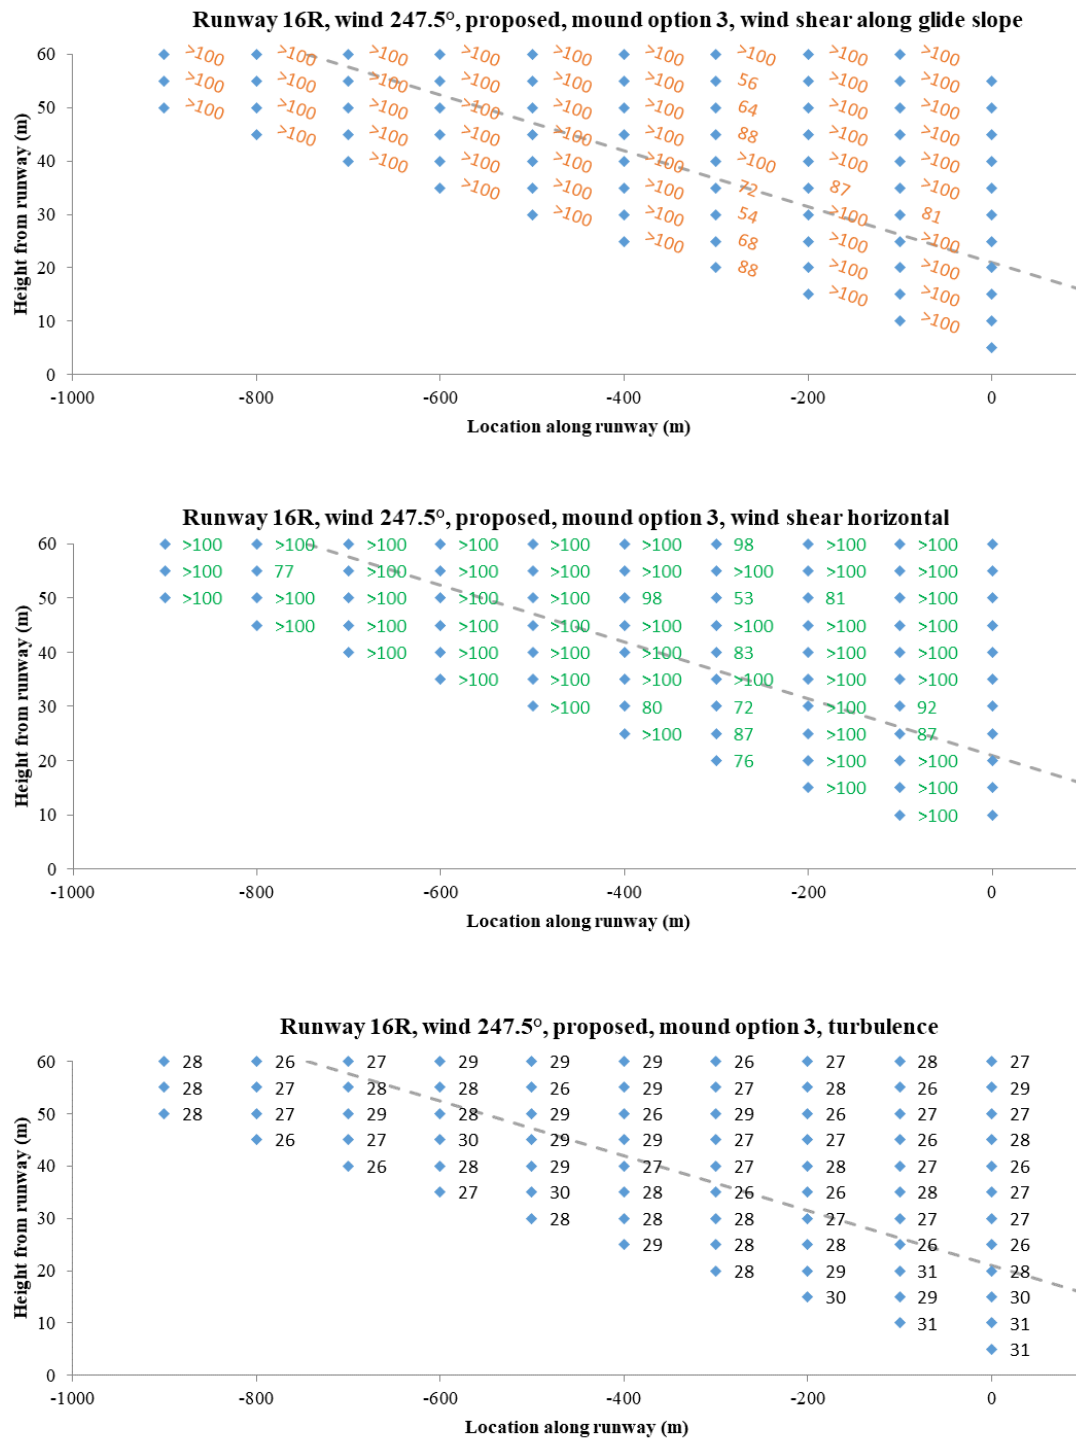 Runway 16R, wind 247.5°, proposed, mound option 3, wind shear along glide slope
60 >100 >100 >100 >100 >100 >100 >100 >100 >100
>100 >100 >100 >100 >100 >100 56 >100 >100
50 >100 >100 >100 >100 >100 >100 64 >100 >100
>100 >100 >100 >100 >100 88 >100 >100
40 >100 >100 >100 >100 >100 >100 >100
>100 >100 >100 72 87 >100
30 >100 >100 54 >100 81
>100 68 >100 >100
20 88 >100 >100
>100 >100
10 >100
0
-1000 -800 -600 -400 -200 0
Height from runway (m)
Location along runway (m)
Runway 16R, wind 247.5°, proposed, mound option 3, wind shear horizontal
60 >100 >100 >100 >100 >100 >100 98 >100 >100
>100 77 >100 >100 >100 >100 >100 >100 >100
50 >100 >100 >100 >100 >100 98 53 81 >100
>100 >100 >100 >100 >100 >100 >100 >100
40 >100 >100 >100 >100 83 >100 >100
>100 >100 >100 >100 >100 >100
30 >100 80 72 >100 92
>100 87 >100 87
20 76 >100 >100
>100 >100
10 >100
0
-1000 -800 -600 -400 -200 0
Height from runway (m)
Location along runway (m)
Runway 16R, wind 247.5°, proposed, mound option 3, turbulence
60 28 26 27 29 29 29 26 27 28 27
28 27 28 28 26 29 27 28 26 29
50 28 27 29 28 29 26 29 26 27 27
26 27 30 29 29 27 27 26 28
40 26 28 29 27 27 28 27 26
27 30 28 26 26 28 27
30 28 28 28 27 27 27
29 28 28 26 26
20 28 29 31 28
30 29 30
10 31 31
31
0
-1000 -800 -600 -400 -200 0
Height from runway (m)
Location along runway (m)